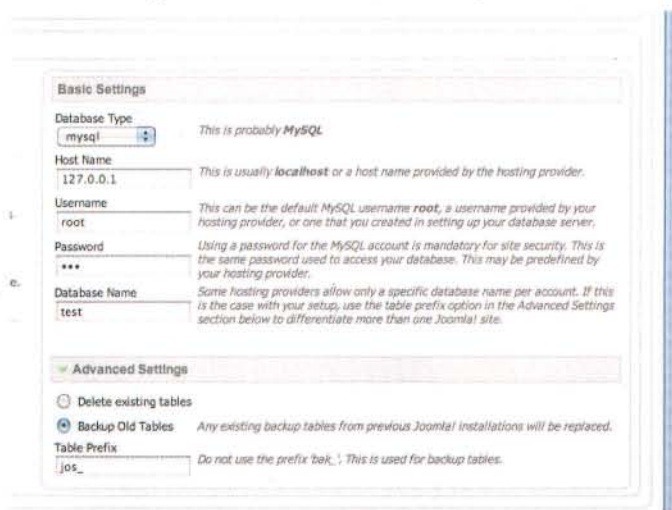 Basic Settings
Database Type
mysql
This is probably MySQL
Host Name
127.0.0.1
This is usually localhost or a host name provided by the hosting provider.
Username
root
This can be the default MySQL username root, a username provided by your
hosting provider, or one that you created in setting up your database server.
Password
•••
Using a password for the MySQL account is mandatory for site security. This is
the same password used to access your database. This may be predefined by
your hosting provider.
e.
Database Name
test
Some hosting providers allow only a specific database name per account. If this
is the case with your setup, use the table prefix option in the Advanced Settings
section below to differentiate more than one Joomla! site.
Advanced Settings
Delete existing tables
Backup Old Tables
Any existing backup tables from previous Joomla! installations will be replaced.
Table Prefix
jos_
Do not use the prefix 'bak_'. This is used for backup tables.